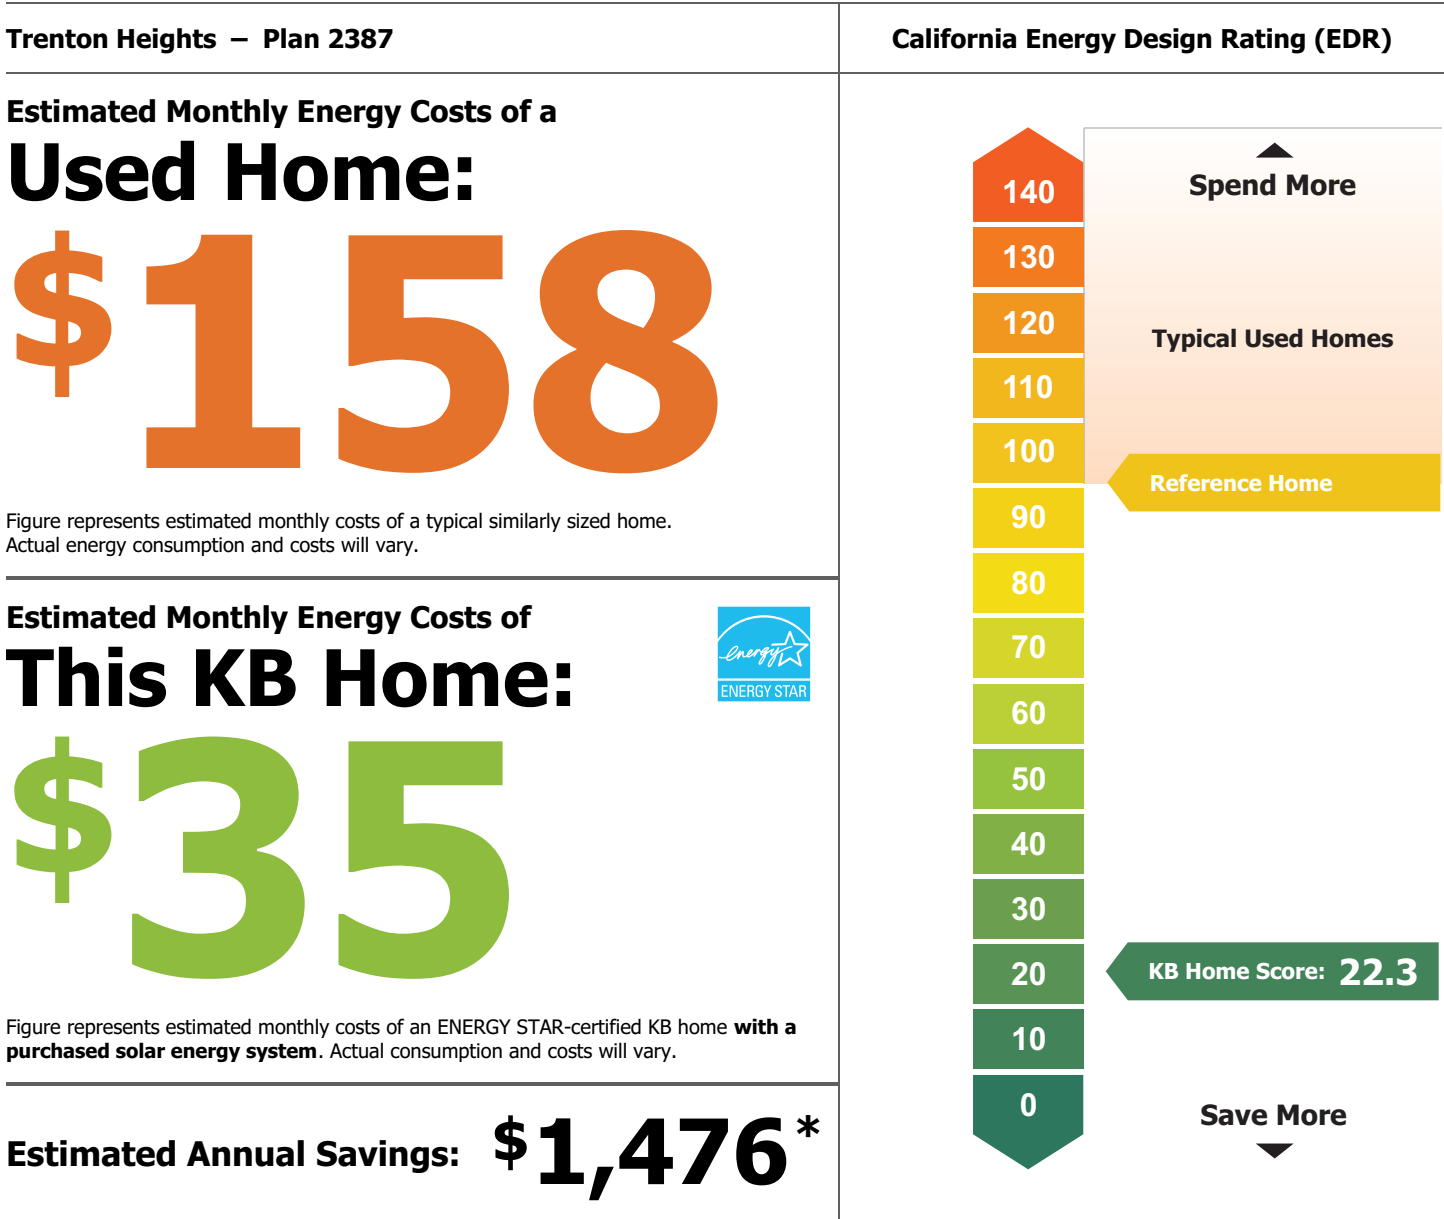 Trenton Heights – Plan 2387
Estimated Monthly Energy Costs of a
Used Home:
$158
Figure represents estimated monthly costs of a typical similarly sized home.
Actual energy consumption and costs will vary.
Estimated Monthly Energy Costs of
This KB Home:
energy
ENERGY STAR
$35
Figure represents estimated monthly costs of an ENERGY STAR-certified KB home with a
purchased solar energy system. Actual consumption and costs will vary.
Estimated Annual Savings: $1,476*
California Energy Design Rating (EDR)
Spend More
140
130
120
Typical Used Homes
110
100
Reference Home
90
80
70
60
50
40
30
20
KB Home Score: 22.3
10
0
Save More